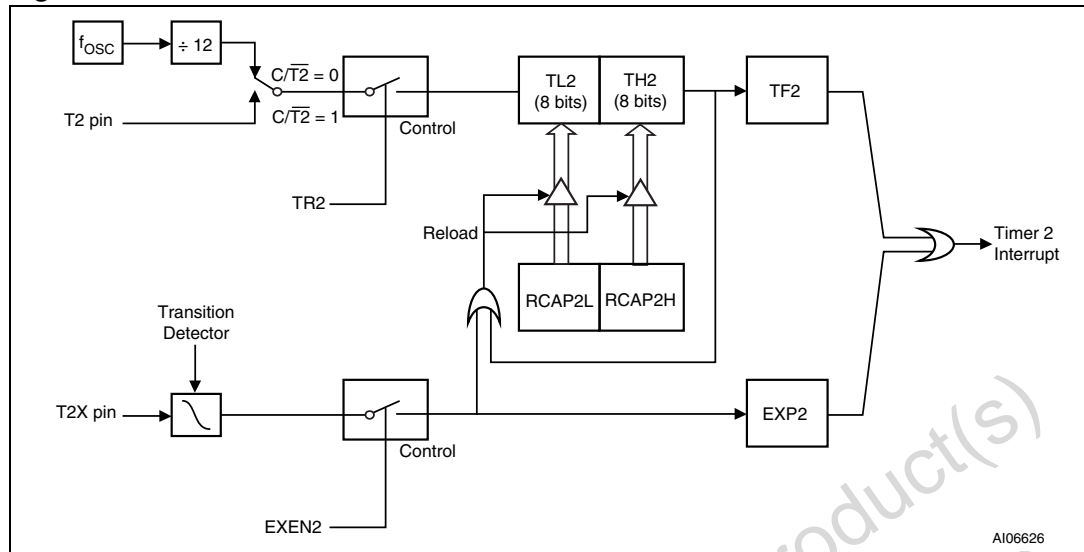 fOSC
÷ 12
C/T2 = 0
T2 pin
C/T2 = 1
Control
TR2
TL2
(8 bits)
TH2
(8 bits)
TF2
Reload
Timer 2
Interrupt
RCAP2L
RCAP2H
Transition
Detector
T2X pin
Control
EXP2
EXEN2
AI06626